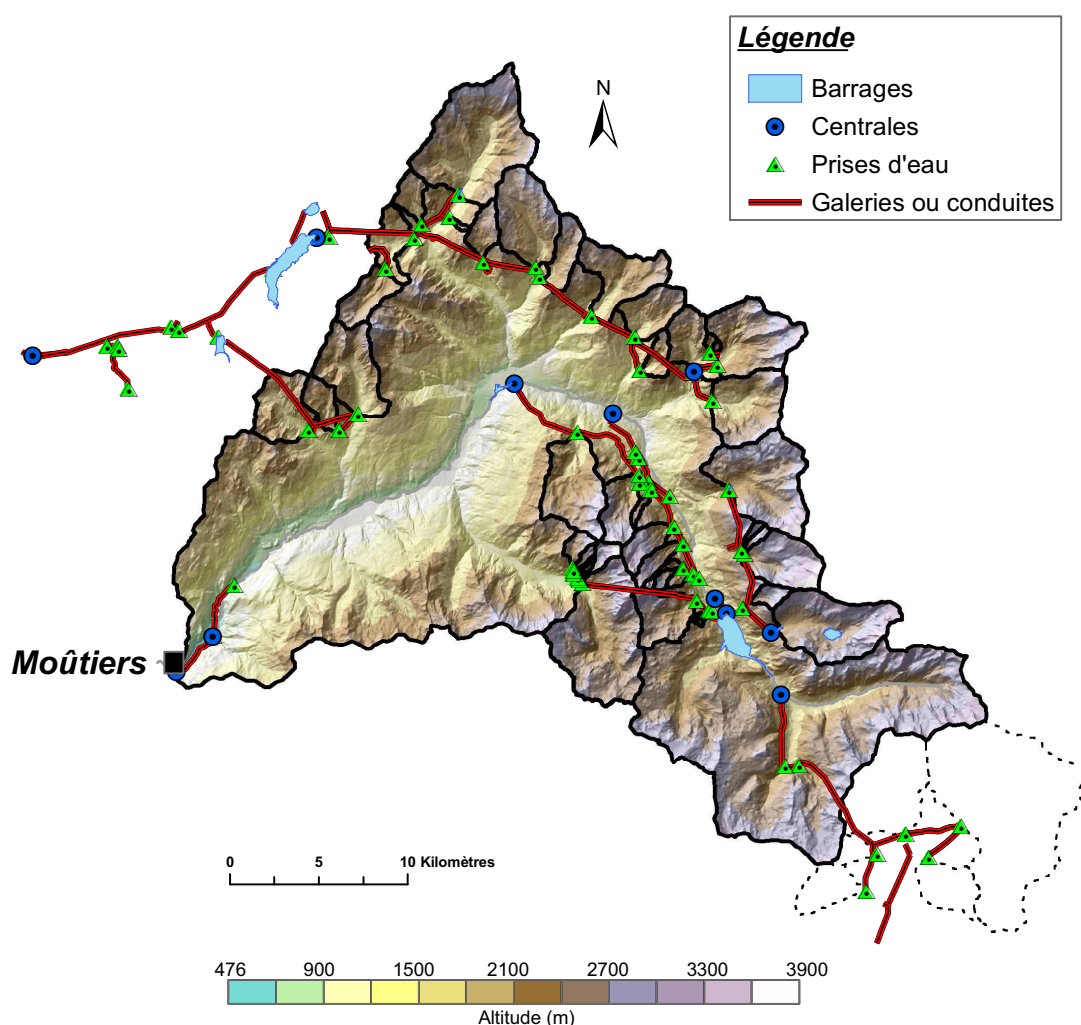 Légende
Barrages
Centrales
Prises d'eau
Galeries ou conduites
N
Moûtiers
0 5 10 Kilomètres
476 900 1500 2100 2700 3300 3900
Altitude (m)